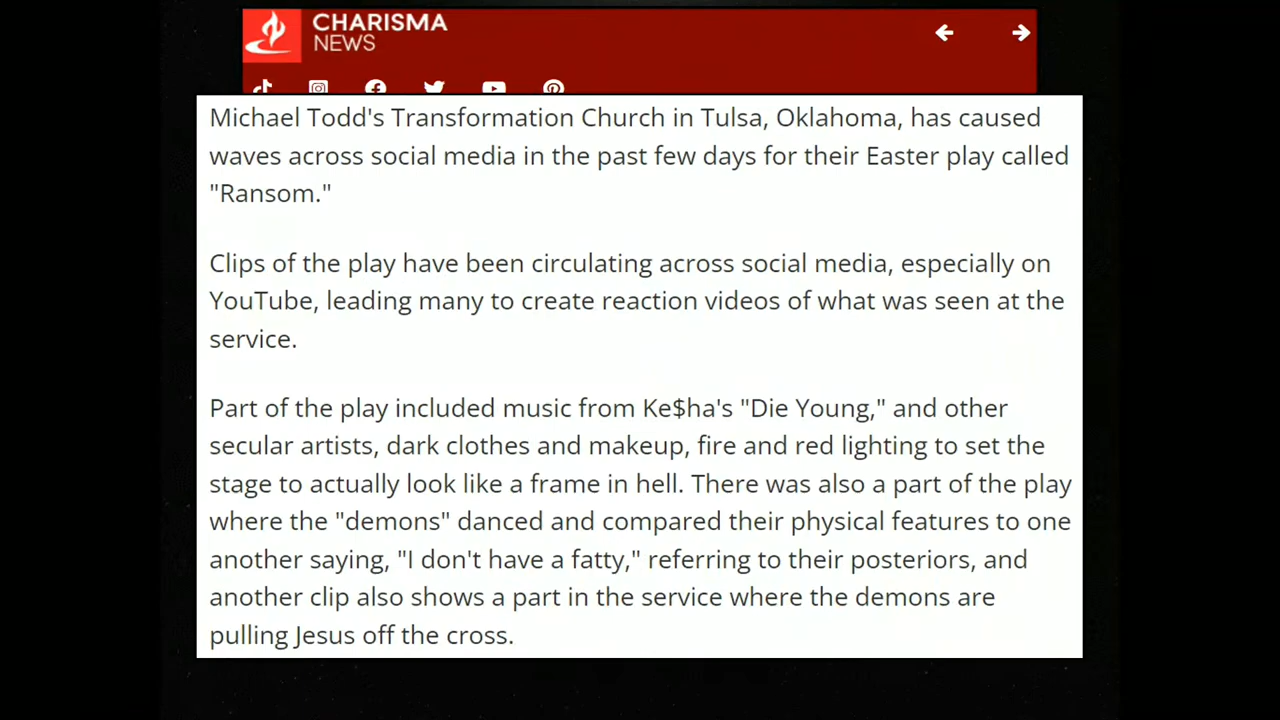 CHARISMA
NEWS
Michael Todd's Transformation Church in Tulsa, Oklahoma, has caused
waves across social media in the past few days for their Easter play called
"Ransom."
Clips of the play have been circulating across social media, especially on
YouTube, leading many to create reaction videos of what was seen at the
service.
Part of the play included music from Ke$ha's "Die Young," and other
secular artists, dark clothes and makeup, fire and red lighting to set the
stage to actually look like a frame in hell. There was also a part of the play
where the "demons" danced and compared their physical features to one
another saying, "I don't have a fatty," referring to their posteriors, and
another clip also shows a part in the service where the demons are
pulling Jesus off the cross.